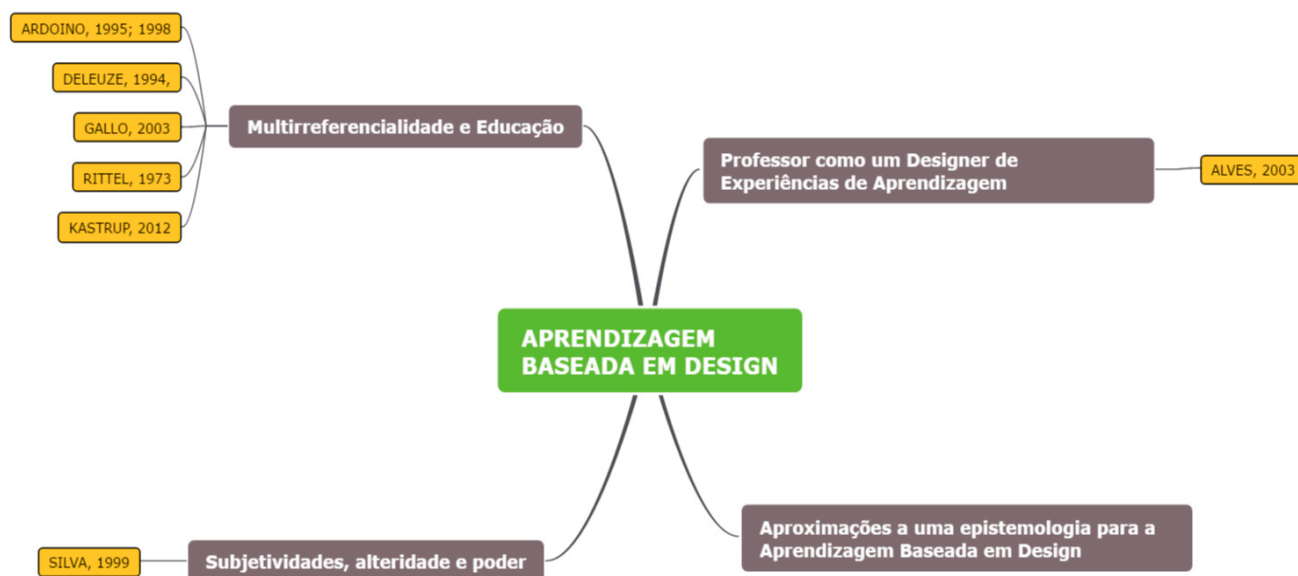 ARDOINO, 1995; 1998
DELEUZE, 1994,
GALLO, 2003
RITTEL, 1973
KASTRUP, 2012
Multirreferencialidade e Educação
Professor como um Designer de
Experiências de Aprendizagem
ALVES, 2003
APRENDIZAGEM
BASEADA EM DESIGN
SILVA, 1999
Subjetividades, alteridade e poder
Aproximações a uma epistemologia para a
Aprendizagem Baseada em Design